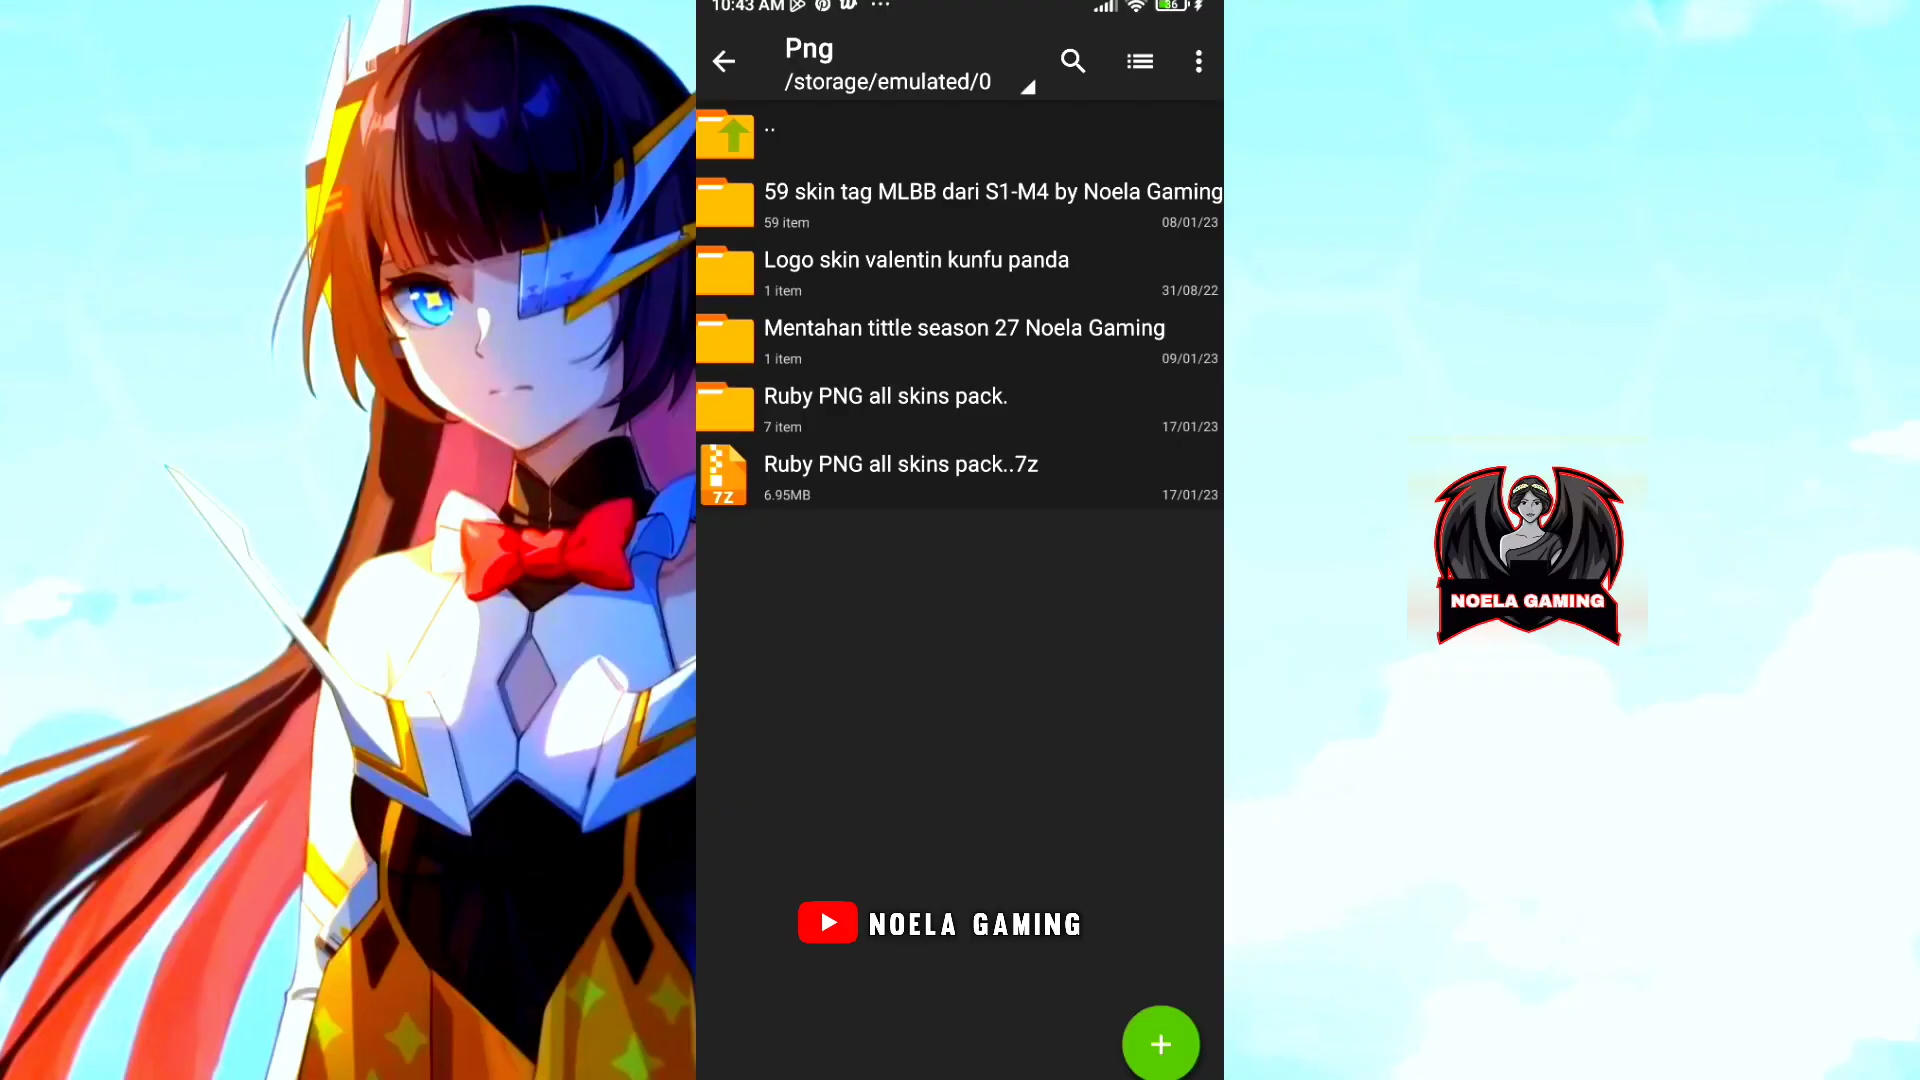 10:43 AM
36
Png
/storage/emulated/0
..
59 skin tag MLBB dari S1-M4 by Noela Gaming
59 item
08/01/23
Logo skin valentin kunfu panda
1 item
31/08/22
Mentahan tittle season 27 Noela Gaming
1 item
09/01/23
Ruby PNG all skins pack.
7 item
17/01/23
Ruby PNG all skins pack..7z
7Z
6.95MB
17/01/23
NOELA GAMING
NOELA GAMING